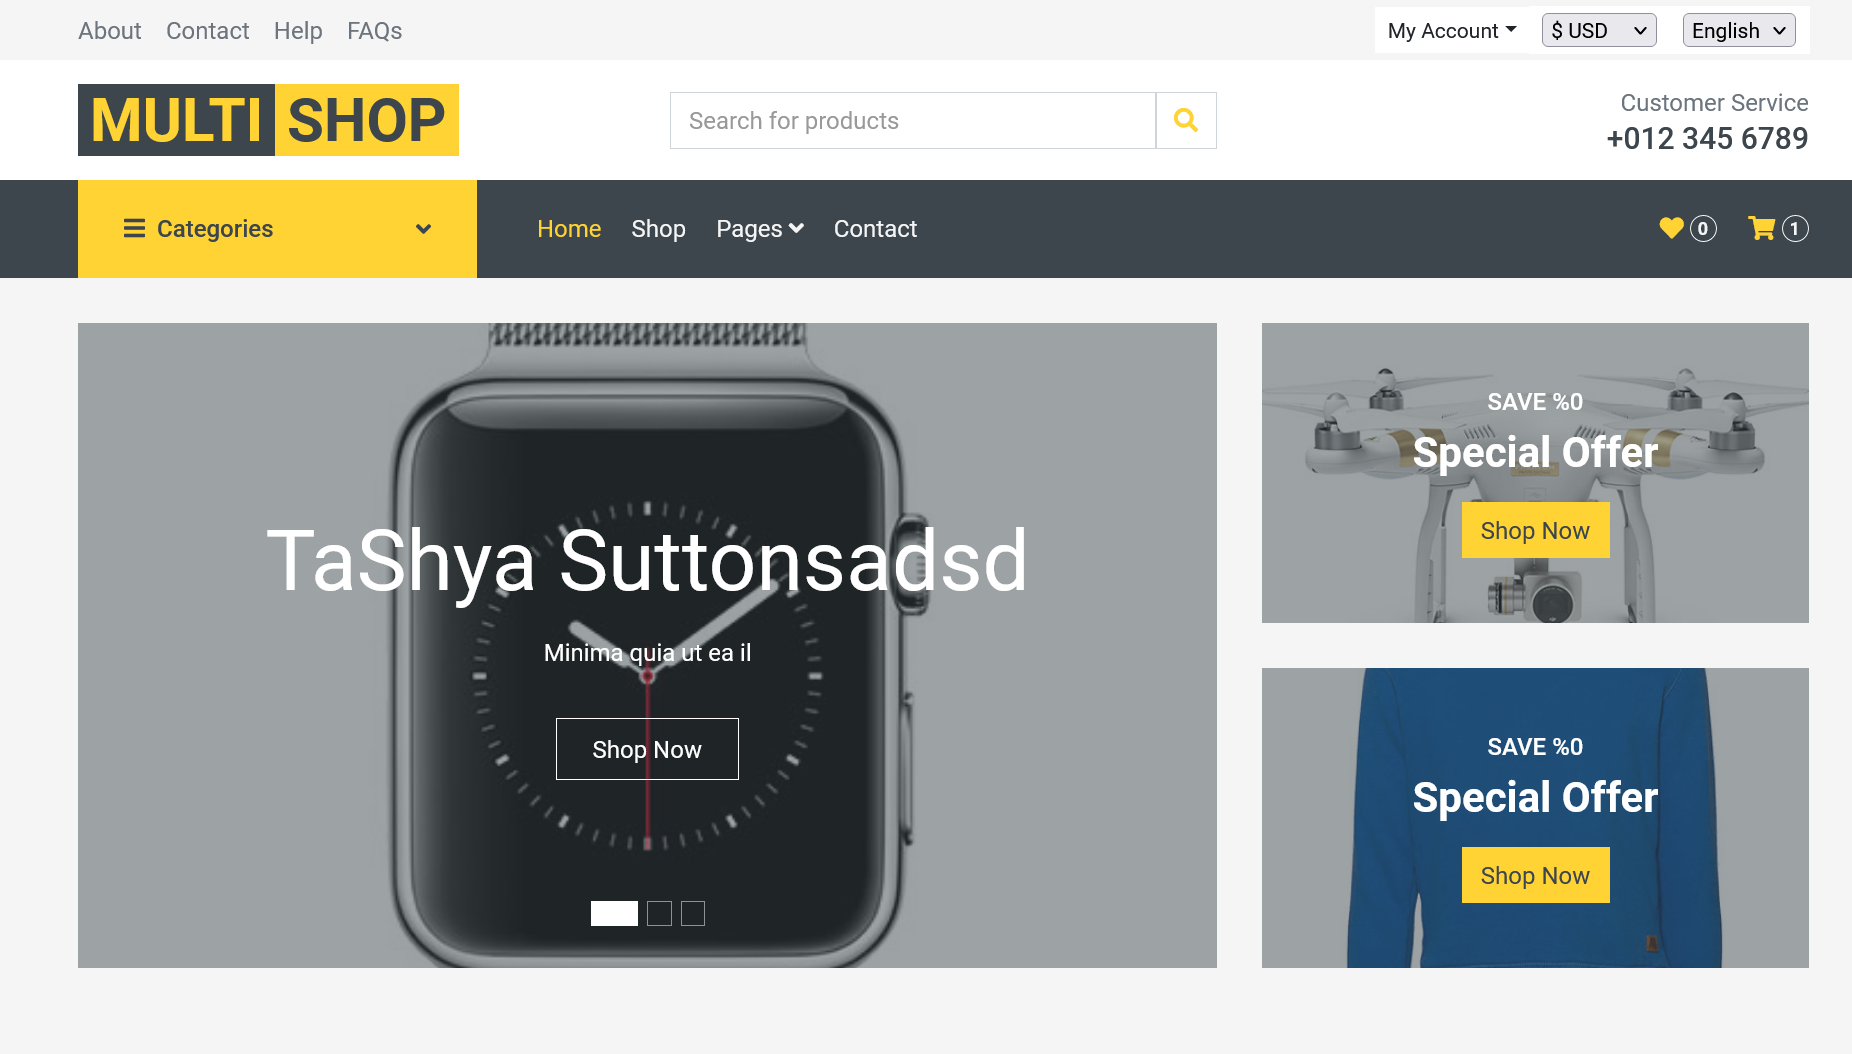 About Contact Help FAQs
My Account $ USD English
MULTI SHOP
Search for products
Customer Service
+012 345 6789
Categories
Home Shop Pages Contact
0 1
TaShya Suttonsadsd
Minima quia ut ea il
Shop Now
SAVE %0
Special Offer
Shop Now
SAVE %0
Special Offer
Shop Now